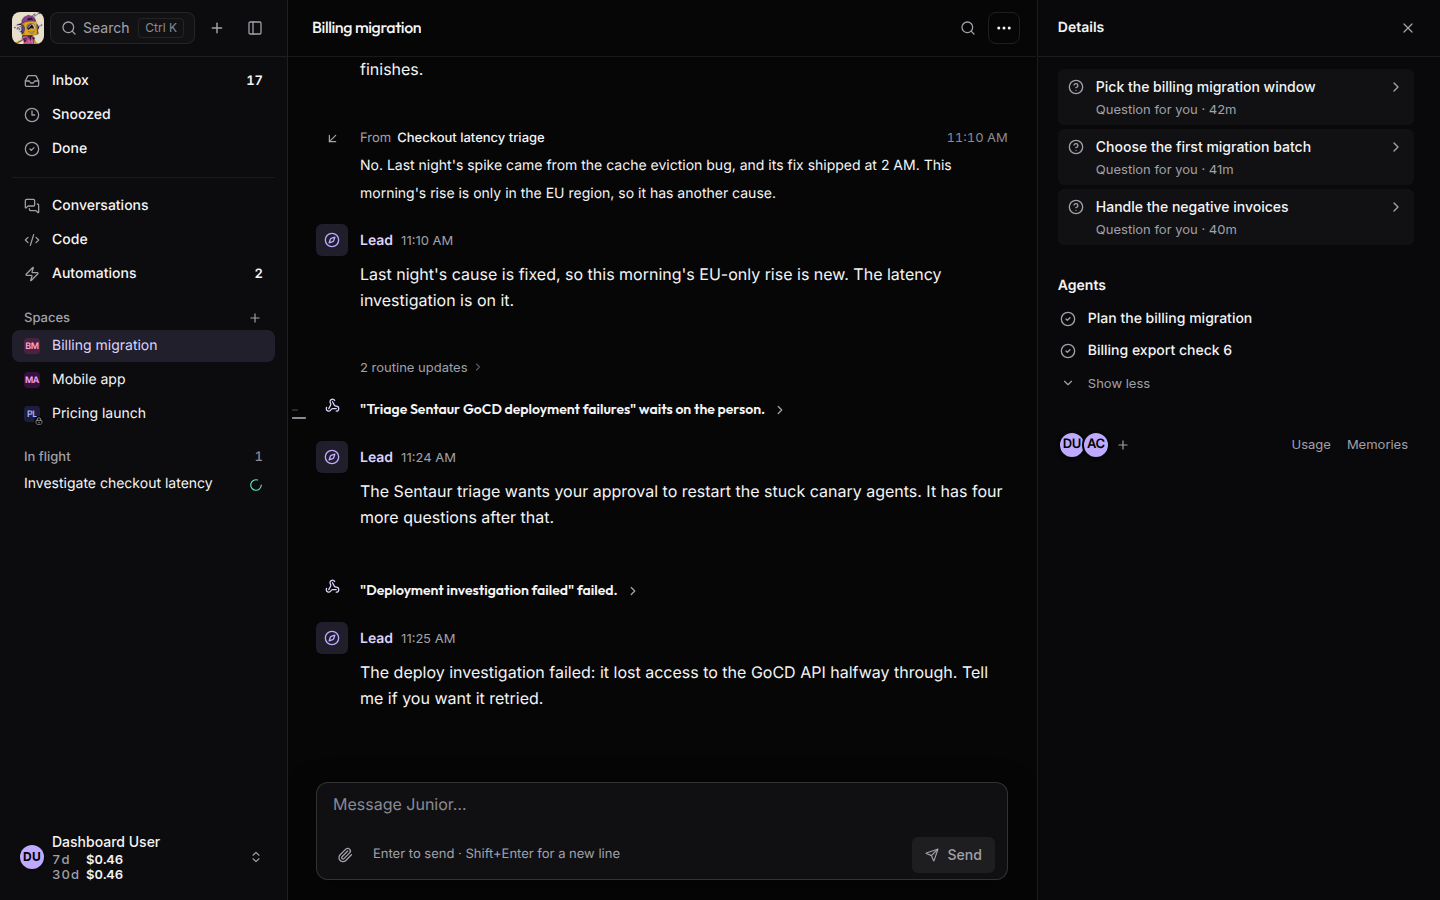 Search Ctrl K
Inbox 17
Snoozed
Done
Conversations
Code
Automations 2
Spaces
BM Billing migration
MA Mobile app
PL Pricing launch
In flight 1
Investigate checkout latency
DU Dashboard User
7d $0.46
30d $0.46
Billing migration
finishes.
From Checkout latency triage 11:10 AM
No. Last night's spike came from the cache eviction bug, and its fix shipped at 2 AM. This
morning's rise is only in the EU region, so it has another cause.
Lead 11:10 AM
Last night's cause is fixed, so this morning's EU-only rise is new. The latency
investigation is on it.
2 routine updates
"Triage Sentaur GoCD deployment failures" waits on the person.
Lead 11:24 AM
The Sentaur triage wants your approval to restart the stuck canary agents. It has four
more questions after that.
"Deployment investigation failed" failed.
Lead 11:25 AM
The deploy investigation failed: it lost access to the GoCD API halfway through. Tell
me if you want it retried.
Message Junior...
Enter to send · Shift+Enter for a new line
Send
Details
Pick the billing migration window
Question for you · 42m
Choose the first migration batch
Question for you · 41m
Handle the negative invoices
Question for you · 40m
Agents
Plan the billing migration
Billing export check 6
Show less
DU AC Usage Memories